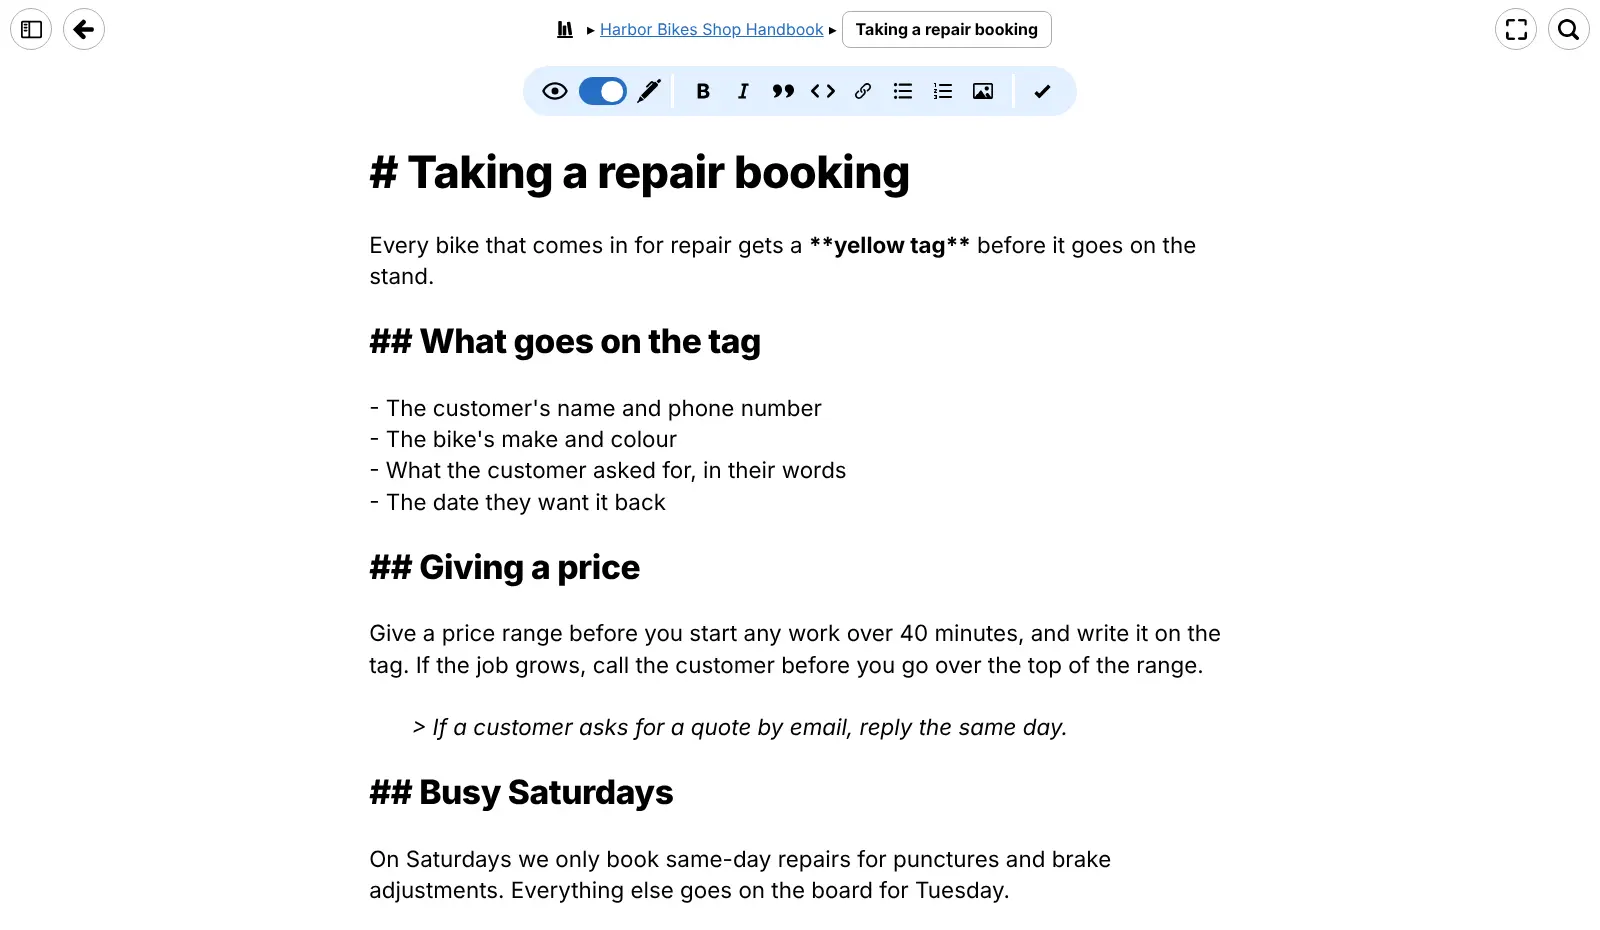 Harbor Bikes Shop Handbook
Taking a repair booking
# Taking a repair booking
Every bike that comes in for repair gets a **yellow tag** before it goes on the
stand.
## What goes on the tag
- The customer's name and phone number
- The bike's make and colour
- What the customer asked for, in their words
- The date they want it back
## Giving a price
Give a price range before you start any work over 40 minutes, and write it on the
tag. If the job grows, call the customer before you go over the top of the range.
> If a customer asks for a quote by email, reply the same day.
## Busy Saturdays
On Saturdays we only book same-day repairs for punctures and brake
adjustments. Everything else goes on the board for Tuesday.